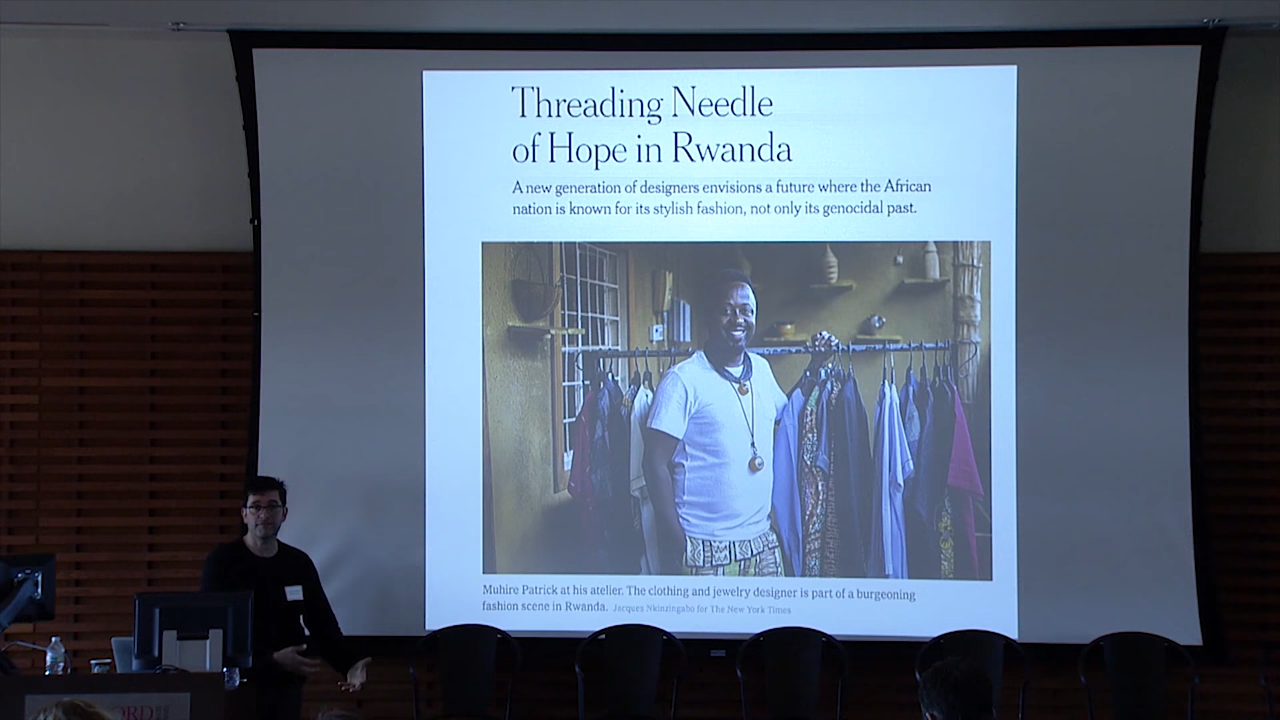 Threading Needle
of Hope in Rwanda
A new generation of designers envisions a future where the African
nation is known for its stylish fashion, not only its genocidal past.
Muhire Patrick at his atelier. The clothing and jewelry designer is part of a burgeoning
fashion scene in Rwanda. Jacques Nkinzingabo for The New York Times
ORD